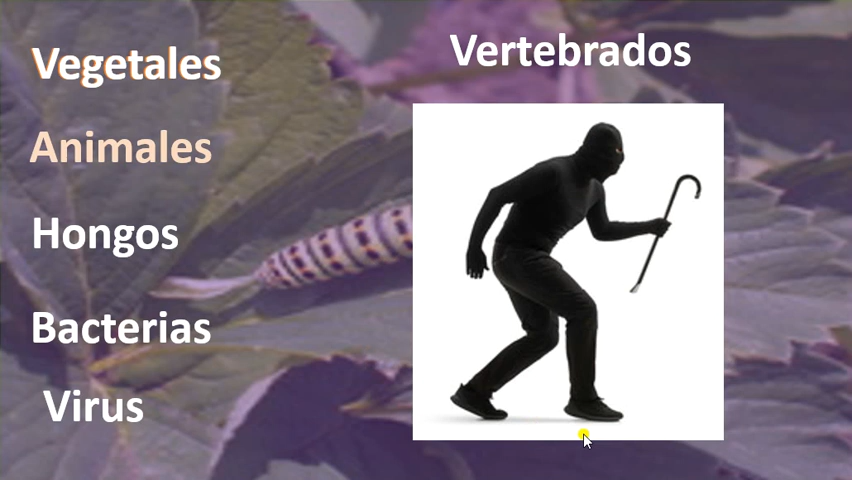 Vegetales
Animales
Hongos
Bacterias
Virus
Vertebrados